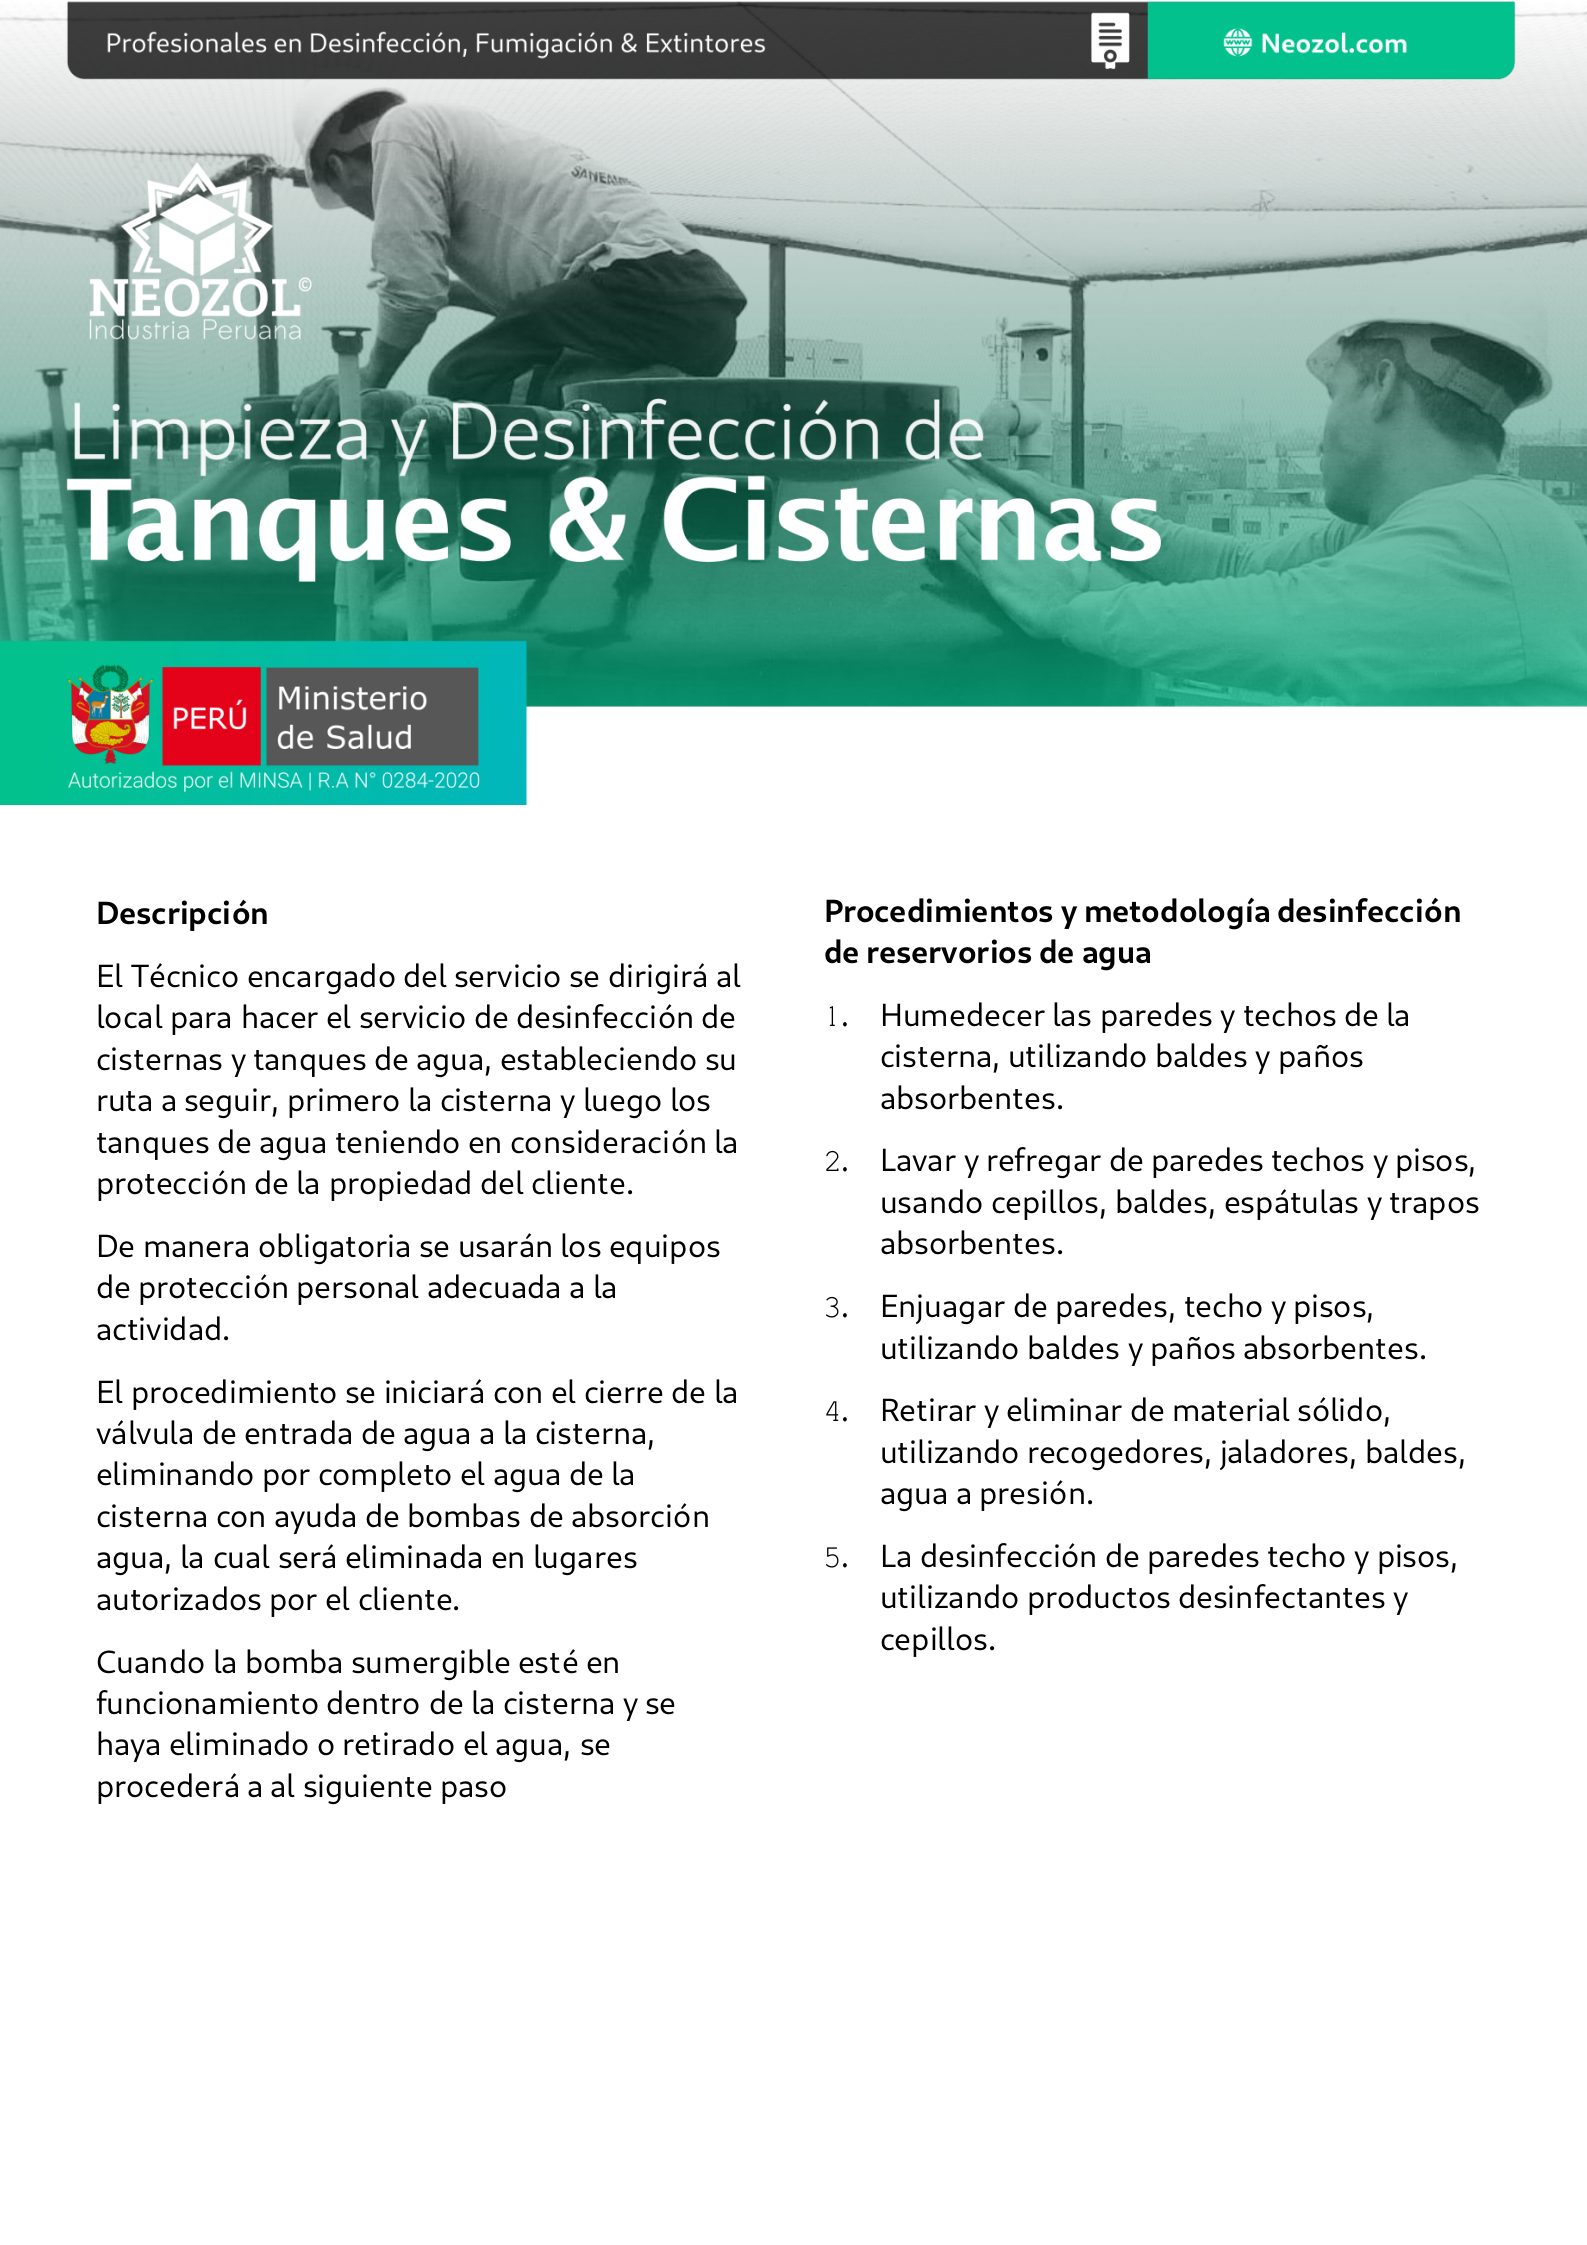 Profesionales en Desinfección, Fumigación & Extintores
www Neozol.com
NEOZOL©
Industria Peruana
Limpieza y Desinfección de
Tanques & Cisternas
PERÚ
Ministerio
de Salud
Autorizados por el MINSA | R.A N° 0284-2020
Descripción
El Técnico encargado del servicio se dirigirá al
local para hacer el servicio de desinfección de
cisternas y tanques de agua, estableciendo su
ruta a seguir, primero la cisterna y luego los
tanques de agua teniendo en consideración la
protección de la propiedad del cliente.
De manera obligatoria se usarán los equipos
de protección personal adecuada a la
actividad.
El procedimiento se iniciará con el cierre de la
válvula de entrada de agua a la cisterna,
eliminando por completo el agua de la
cisterna con ayuda de bombas de absorción
agua, la cual será eliminada en lugares
autorizados por el cliente.
Cuando la bomba sumergible esté en
funcionamiento dentro de la cisterna y se
haya eliminado o retirado el agua, se
procederá a al siguiente paso
Procedimientos y metodología desinfección
de reservorios de agua
1. Humedecer las paredes y techos de la
cisterna, utilizando baldes y paños
absorbentes.
2. Lavar y refregar de paredes techos y pisos,
usando cepillos, baldes, espátulas y trapos
absorbentes.
3. Enjuagar de paredes, techo y pisos,
utilizando baldes y paños absorbentes.
4. Retirar y eliminar de material sólido,
utilizando recogedores, jaladores, baldes,
agua a presión.
5. La desinfección de paredes techo y pisos,
utilizando productos desinfectantes y
cepillos.